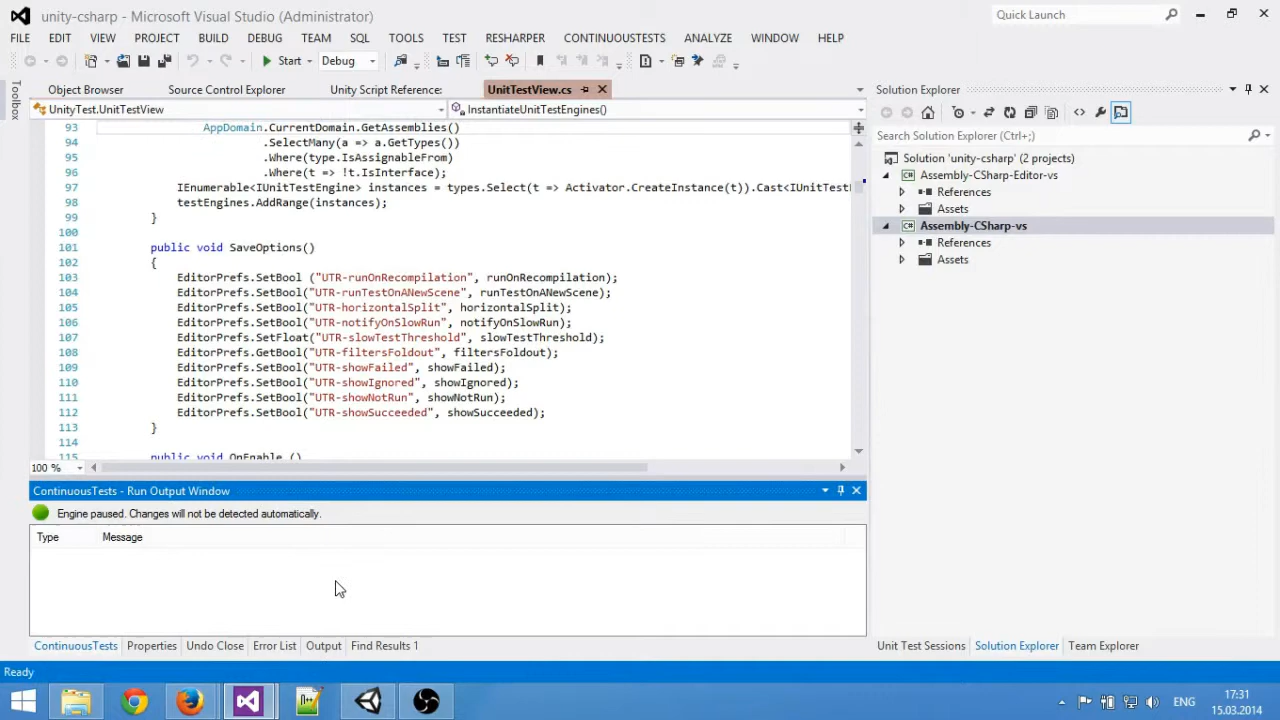 unity-csharp - Microsoft Visual Studio (Administrator)
Quick Launch
FILE EDIT VIEW PROJECT BUILD DEBUG TEAM SQL TOOLS TEST RESHARPER CONTINUOUSTESTS ANALYZE WINDOW HELP
Start Debug
Toolbox
Object Browser Source Control Explorer Unity Script Reference: UnitTestView.cs
UnityTest.UnitTestView InstantiateUnitTestEngines()
93 AppDomain.CurrentDomain.GetAssemblies()
94 .SelectMany(a => a.GetTypes())
95 .Where(type.IsAssignableFrom)
96 .Where(t => !t.IsInterface);
97 IEnumerable<IUnitTestEngine> instances = types.Select(t => Activator.CreateInstance(t)).Cast<IUnitTestE
98 testEngines.AddRange(instances);
99 }
100
101 public void SaveOptions()
102 {
103 EditorPrefs.SetBool ("UTR-runOnRecompilation", runOnRecompilation);
104 EditorPrefs.SetBool("UTR-runTestOnANewScene", runTestOnANewScene);
105 EditorPrefs.SetBool("UTR-horizontalSplit", horizontalSplit);
106 EditorPrefs.SetBool("UTR-notifyOnSlowRun", notifyOnSlowRun);
107 EditorPrefs.SetFloat("UTR-slowTestThreshold", slowTestThreshold);
108 EditorPrefs.GetBool("UTR-filtersFoldout", filtersFoldout);
109 EditorPrefs.SetBool("UTR-showFailed", showFailed);
110 EditorPrefs.SetBool("UTR-showIgnored", showIgnored);
111 EditorPrefs.SetBool("UTR-showNotRun", showNotRun);
112 EditorPrefs.SetBool("UTR-showSucceeded", showSucceeded);
113 }
114
115 public void OnEnable ()
100 %
ContinuousTests - Run Output Window
Engine paused. Changes will not be detected automatically.
Type Message
ContinuousTests Properties Undo Close Error List Output Find Results 1
Solution Explorer
Search Solution Explorer (Ctrl+;)
Solution 'unity-csharp' (2 projects)
C# Assembly-CSharp-Editor-vs
References
Assets
C# Assembly-CSharp-vs
References
Assets
Unit Test Sessions Solution Explorer Team Explorer
Ready
ENG
17:31
15.03.2014